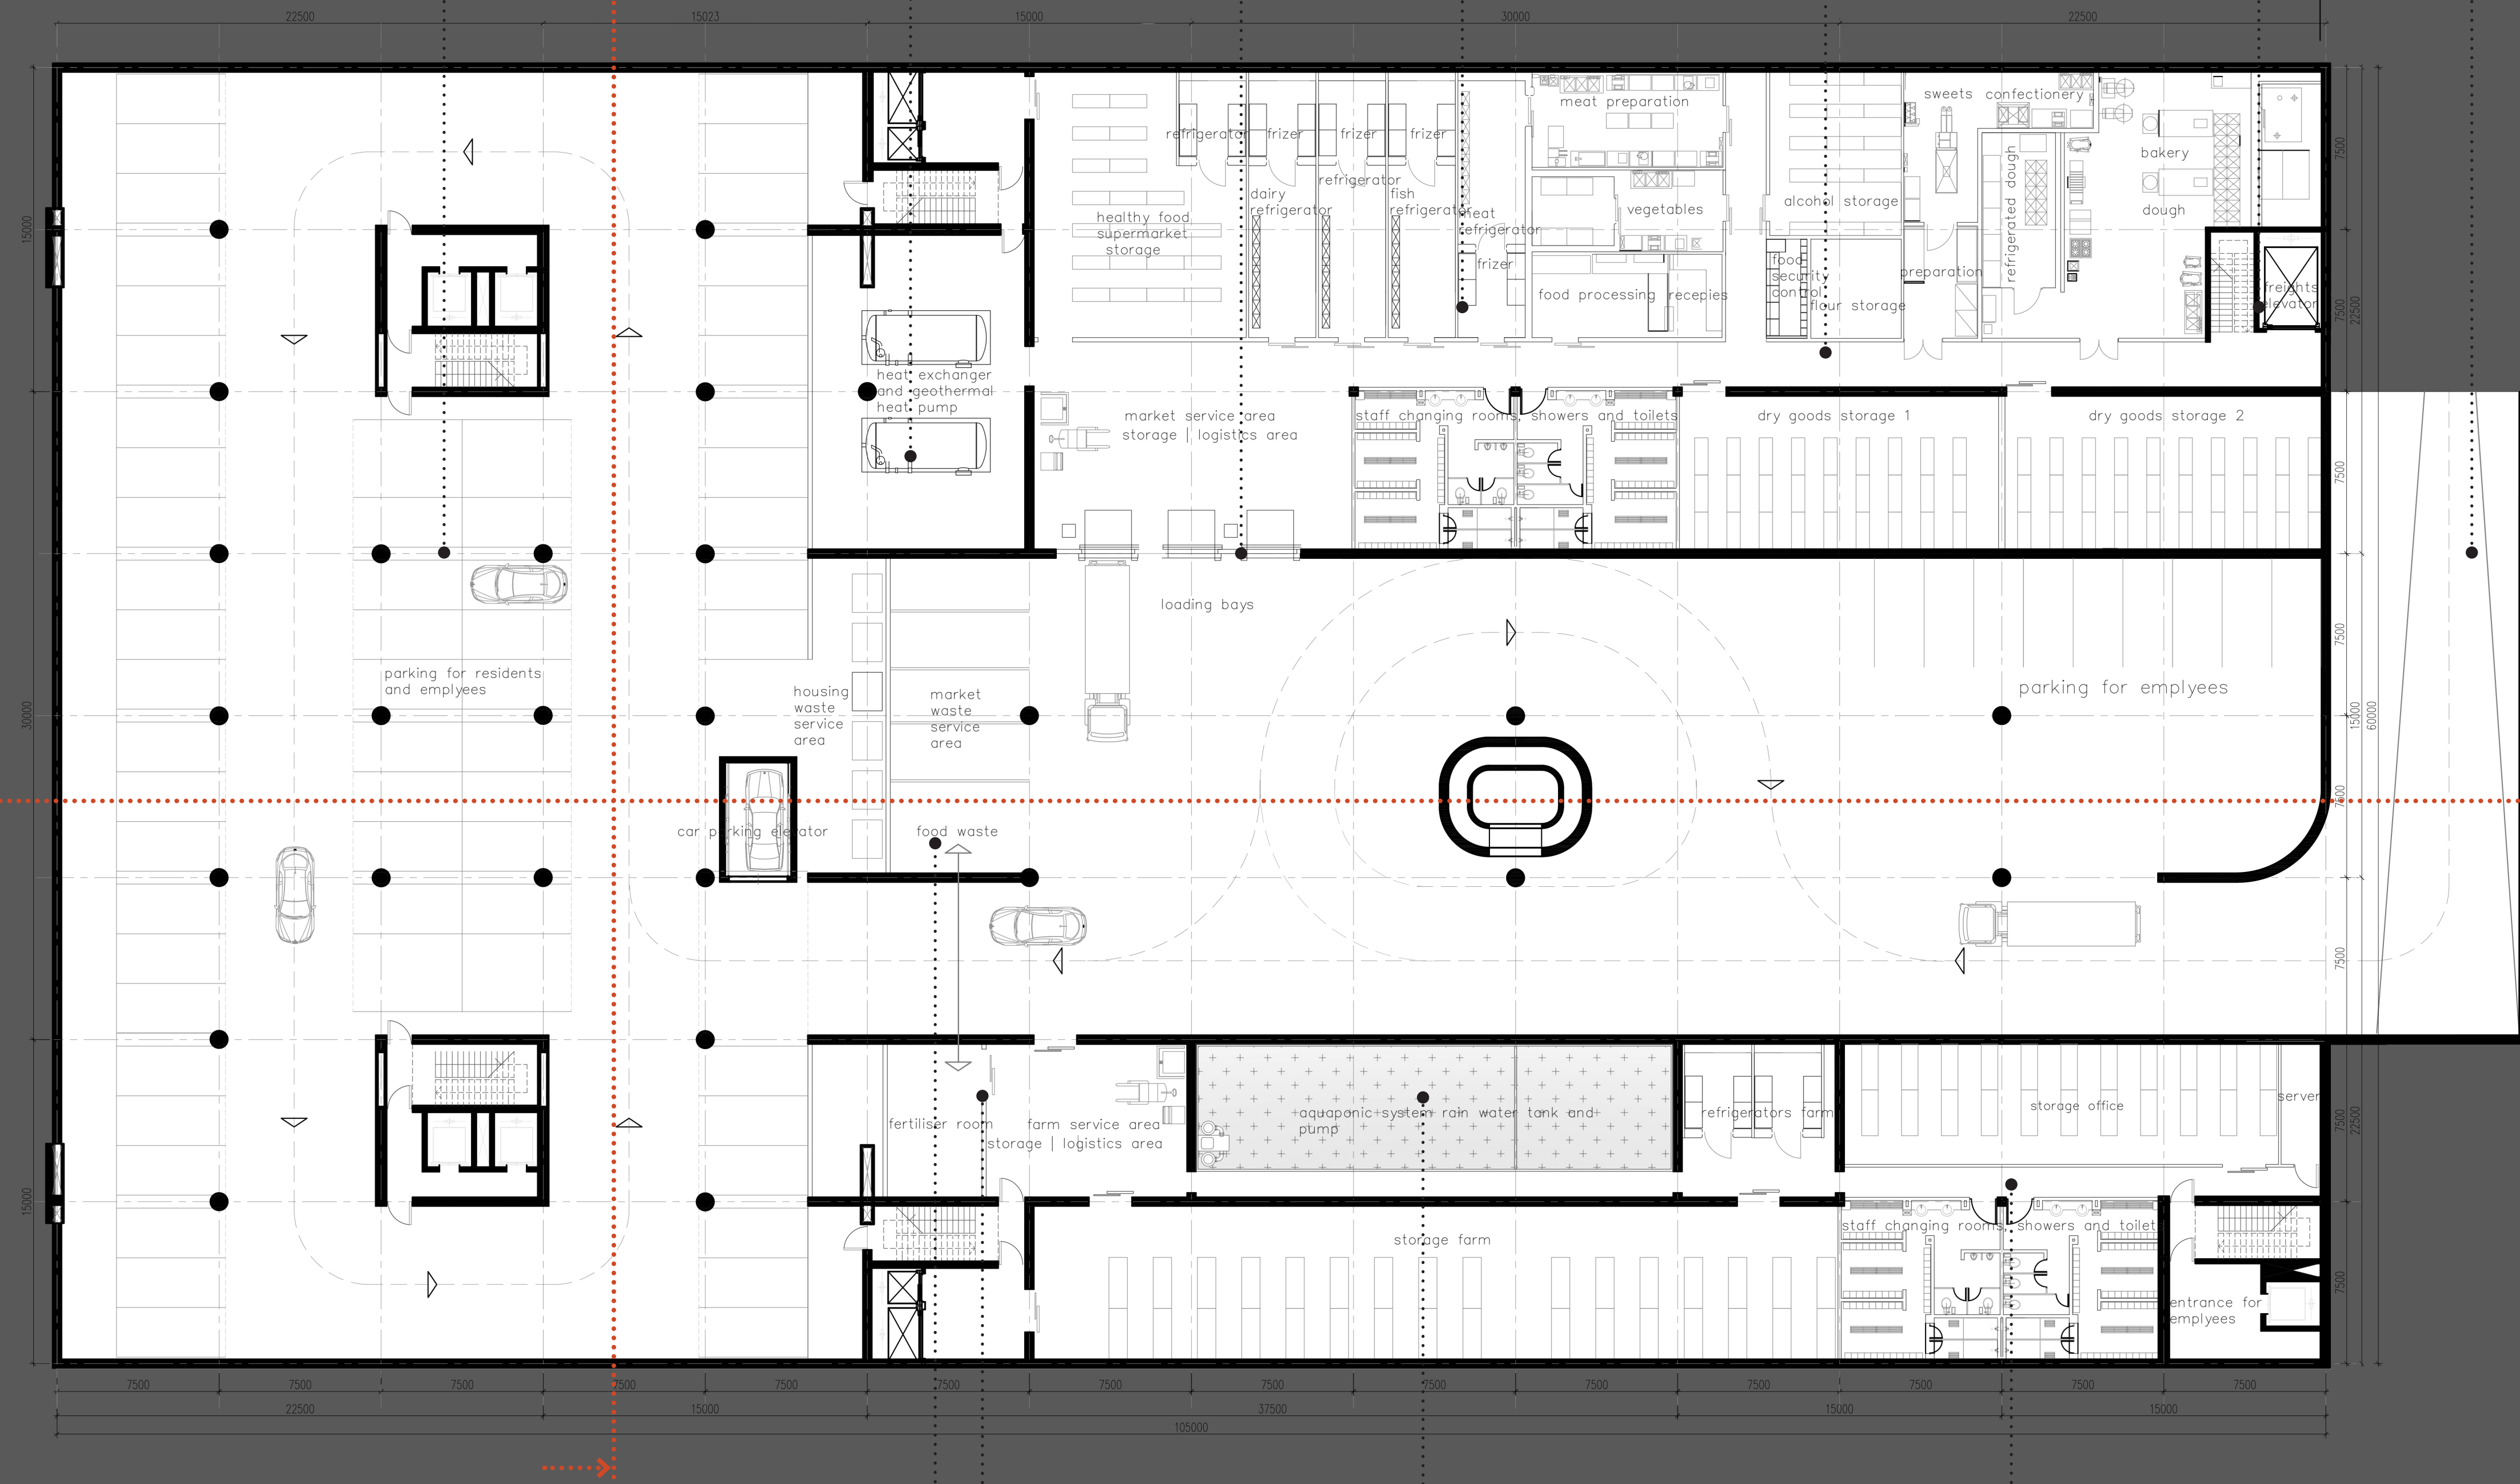 22500
15023
15000
30000
22500
meat preparation
sweets
confectionery
refrigerator
frizer
frizer
frizer
bakery
refrigerator
dairy
refrigerator
fish
refrigerator
meat
refrigerator
vegetables
alcohol storage
refrigerated dough
dough
healthy food
supermarket
storage
frizer
food
security
control
preparation
food processing
recepies
flour storage
freights
elevator
heat exchanger
and geothermal
heat pump
market service area
storage | logistics area
staff changing rooms, showers and toilets
dry goods storage 1
dry goods storage 2
loading bays
parking for residents
and emplyees
housing
waste
service
area
market
waste
service
area
parking for emplyees
car parking elevator
food waste
fertiliser room
farm service area
storage | logistics area
aquaponic system rain water tank and
pump
refrigerators farm
storage office
server
storage farm
staff changing rooms, showers and toilet
entrance for
emplyees
15000
30000
15000
7500
7500
7500
7500
7500
7500
7500
7500
22500
15000
22500
60000
7500
7500
7500
7500
7500
7500
7500
7500
7500
7500
7500
7500
7500
7500
22500
15000
37500
15000
15000
105000